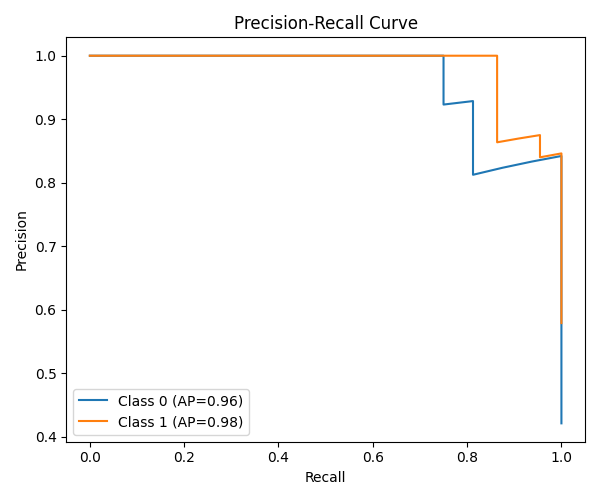 Precision-Recall Curve
1.0
0.9
0.8
0.7
0.6
0.5
0.4
Precision
Class 0 (AP=0.96)
Class 1 (AP=0.98)
0.0 0.2 0.4 0.6 0.8 1.0
Recall